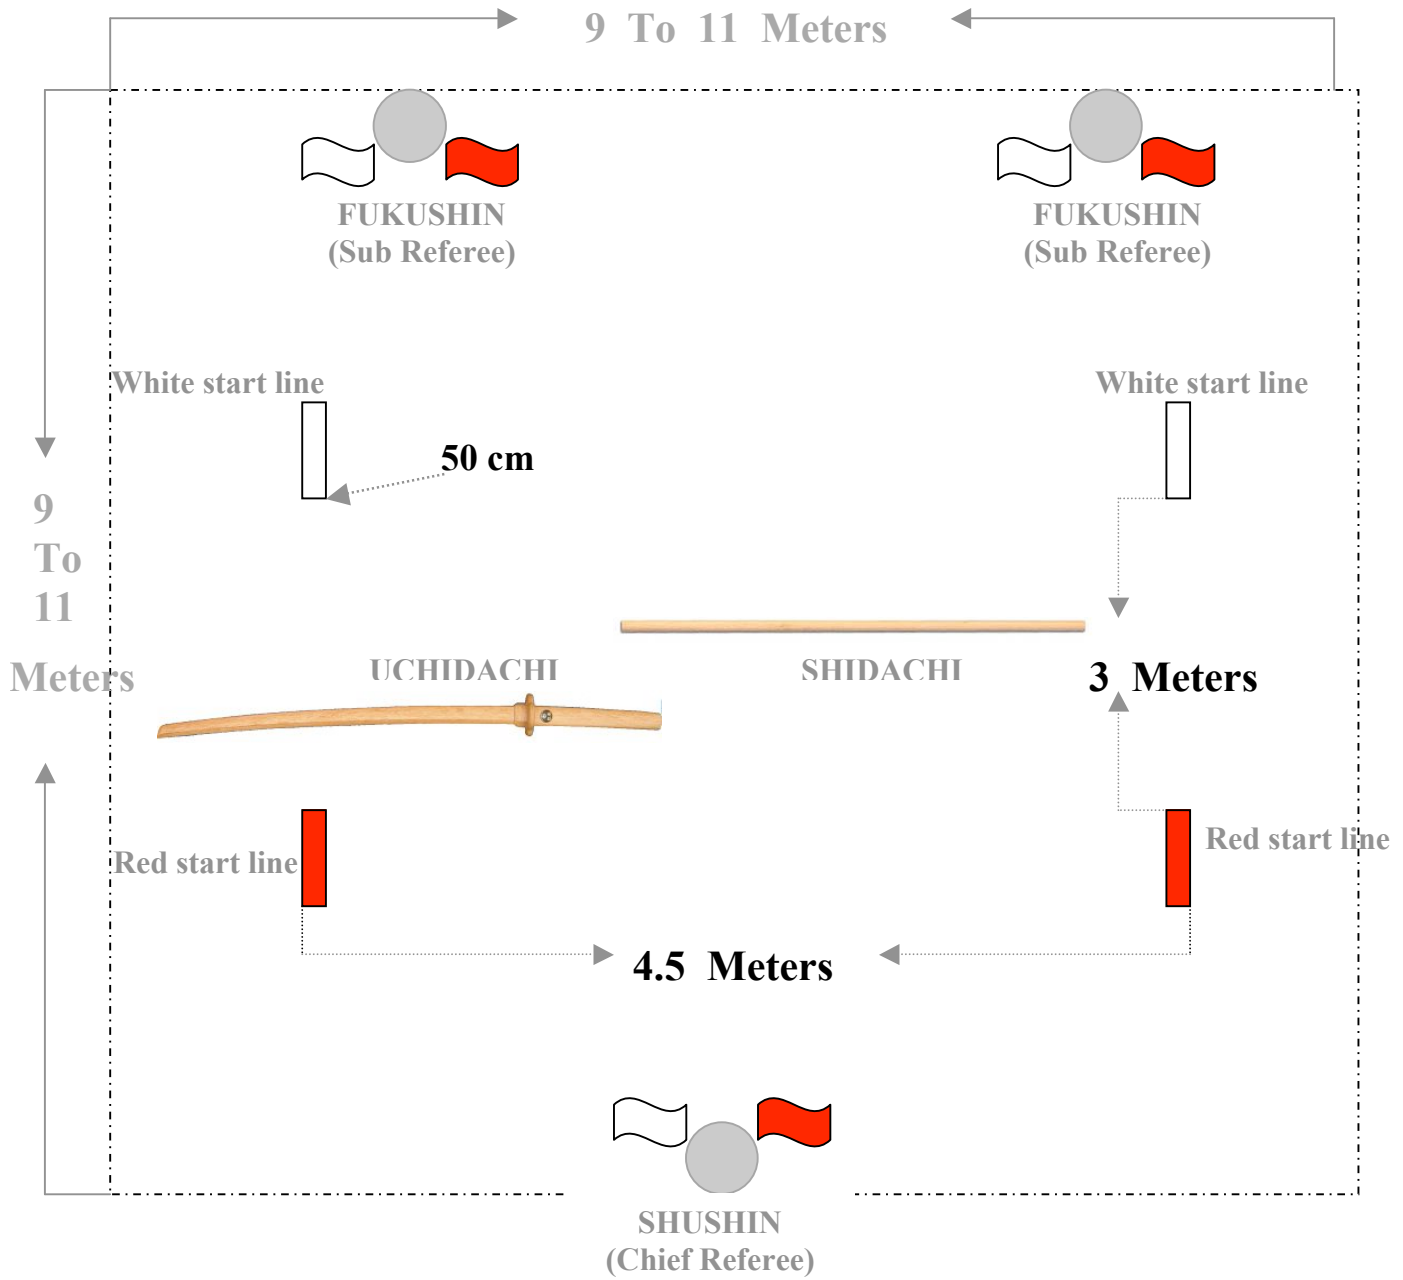 9 To 11 Meters
FUKUSHIN
(Sub Referee)
FUKUSHIN
(Sub Referee)
White start line
White start line
50 cm
9
To
11
Meters
UCHIDACHI
SHIDACHI
3 Meters
Red start line
Red start line
4.5 Meters
SHUSHIN
(Chief Referee)